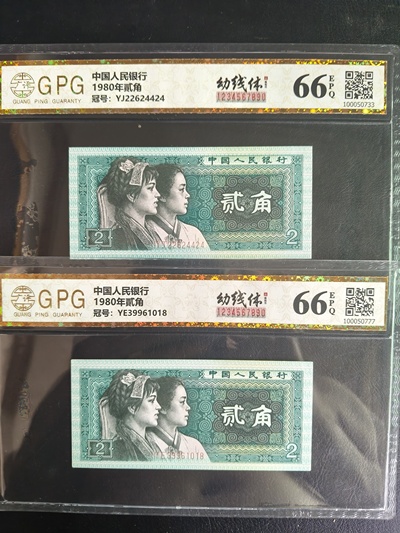 GPG
GUANG PING GUARANTY
中国人民银行
1980年贰角
冠号：YJ22624424
幼线体
1234567890
66 EPQ
100050733
中国人民银行
贰角
2
2
GPG
GUANG PING GUARANTY
中国人民银行
1980年贰角
冠号：YE39961018
幼线体
1234567890
66 EPQ
100050777
中国人民银行
贰角
2
2